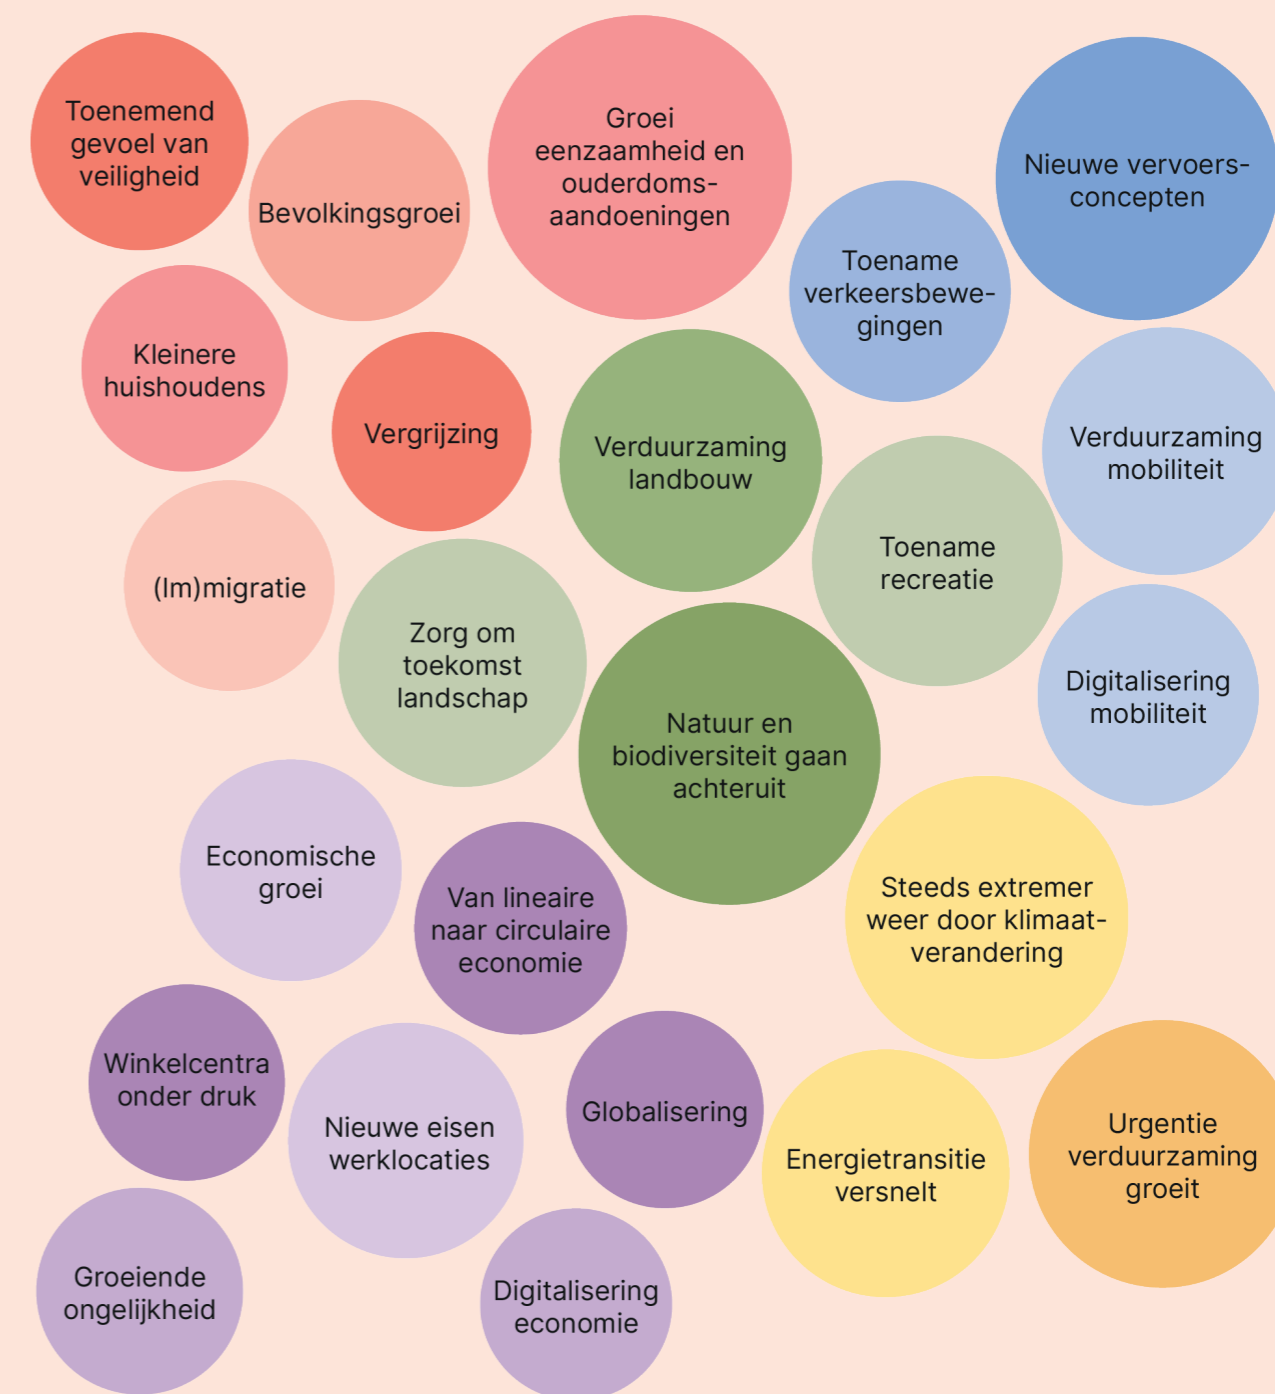 Toenemend
gevoel van
veiligheid
Bevolkingsgroei
Groei
eenzaamheid en
ouderdoms-
aandoeningen
Nieuwe vervoers-
concepten
Toename
verkeersbewe-
gingen
Kleinere
huishoudens
Vergrijzing
Verduurzaming
landbouw
Verduurzaming
mobiliteit
Toename
recreatie
(Im)migratie
Zorg om
toekomst
landschap
Natuur en
biodiversiteit gaan
achteruit
Digitalisering
mobiliteit
Economische
groei
Van lineaire
naar circulaire
economie
Steeds extremer
weer door klimaat-
verandering
Winkelcentra
onder druk
Nieuwe eisen
werklocaties
Globalisering
Energietransitie
versnelt
Urgentie
verduurzaming
groeit
Groeiende
ongelijkheid
Digitalisering
economie